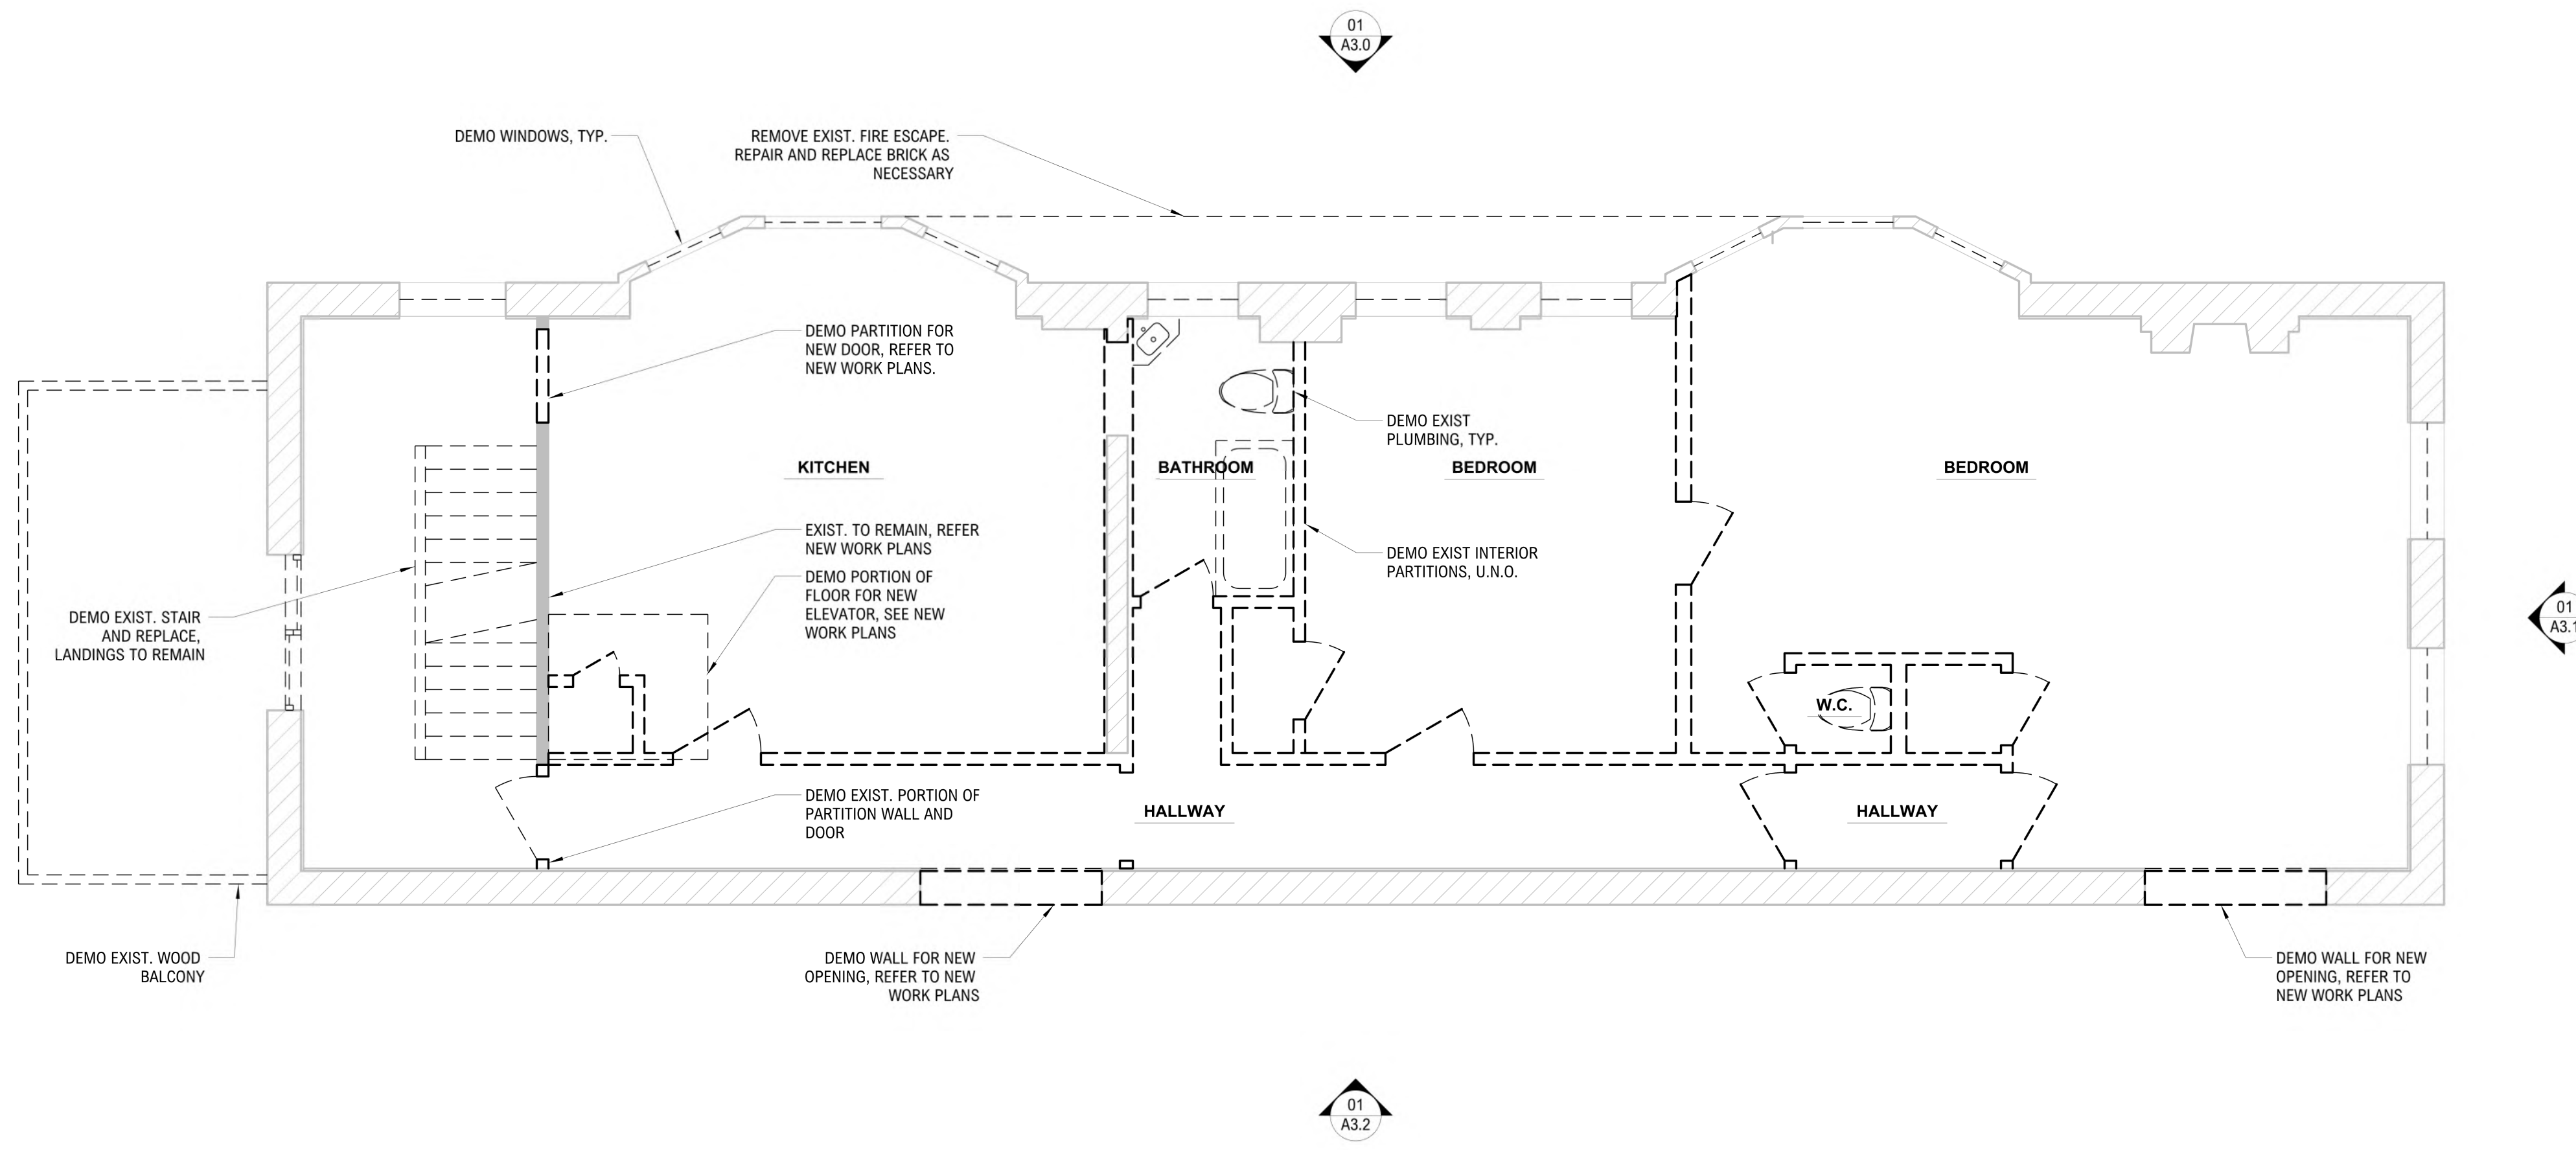 01
A3.0
DEMO WINDOWS, TYP.
REMOVE EXIST. FIRE ESCAPE.
REPAIR AND REPLACE BRICK AS
NECESSARY
DEMO PARTITION FOR
NEW DOOR, REFER TO
NEW WORK PLANS.
DEMO EXIST
PLUMBING, TYP.
KITCHEN
BATHROOM
BEDROOM
BEDROOM
EXIST. TO REMAIN, REFER
NEW WORK PLANS
DEMO EXIST INTERIOR
PARTITIONS, U.N.O.
DEMO PORTION OF
FLOOR FOR NEW
ELEVATOR, SEE NEW
WORK PLANS
DEMO EXIST. STAIR
AND REPLACE,
LANDINGS TO REMAIN
01
A3.1
W.C.
DEMO EXIST. PORTION OF
PARTITION WALL AND
DOOR
HALLWAY
HALLWAY
DEMO EXIST. WOOD
BALCONY
DEMO WALL FOR NEW
OPENING, REFER TO NEW
WORK PLANS
DEMO WALL FOR NEW
OPENING, REFER TO
NEW WORK PLANS
01
A3.2